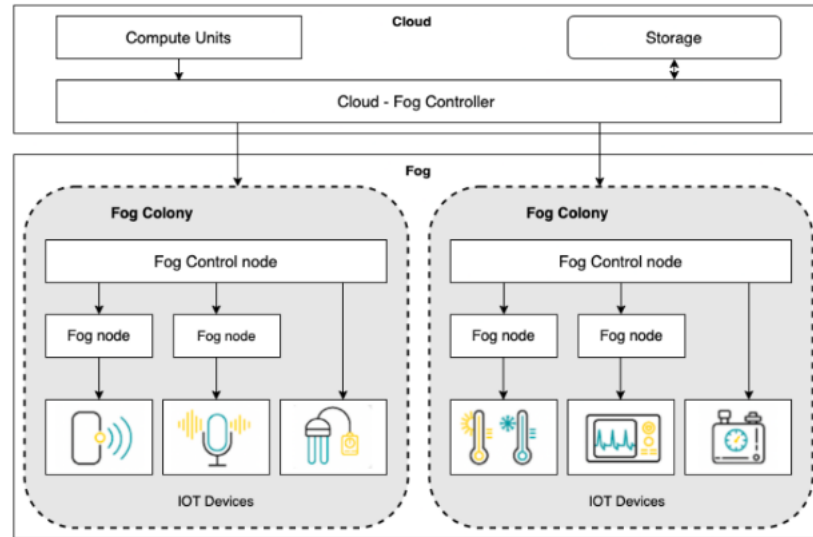 Cloud
Compute Units
Storage
Cloud - Fog Controller
Fog
Fog Colony
Fog Control node
Fog node
Fog node
IOT Devices
Fog Colony
Fog Control node
Fog node
Fog node
IOT Devices